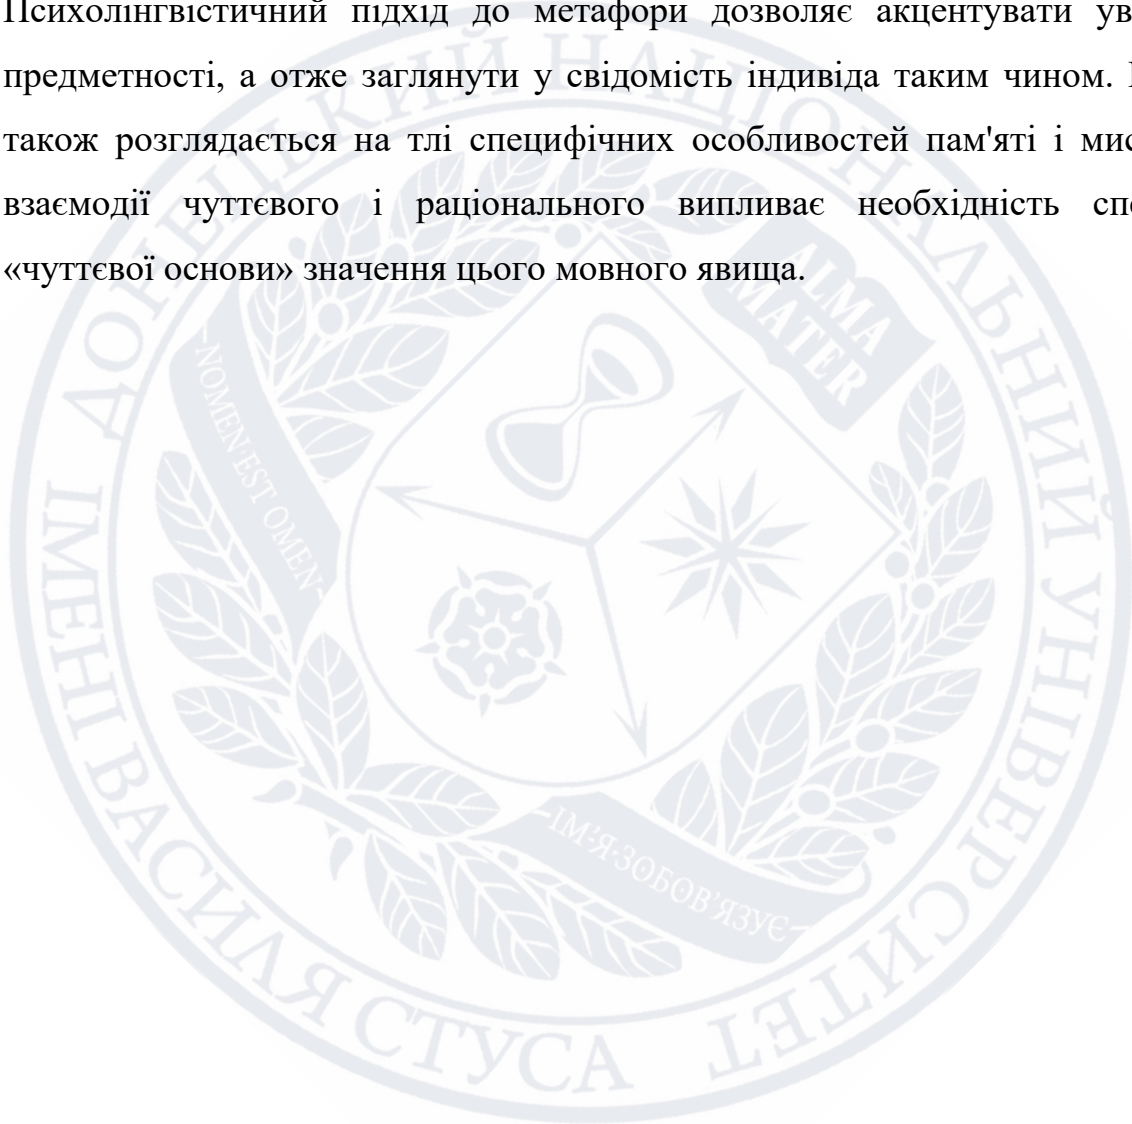 Психолінгвістичний підхід до метафори дозволяє акцентувати ув
предметності, а отже заглянути у свідомість індивіда таким чином.
також розглядається на тлі специфічних особливостей пам'яті і мис
взаємодії чуттєвого і раціонального випливає необхідність сп
«чуттєвої основи» значення цього мовного явища.
ДОНЕЦЬКИЙ НАЦІОНАЛЬНИЙ УНІВЕРСИТЕТ
ІМЕНІ ВАСИЛЯ СТУСА
ALMA
MATER
NOMEN·EST·OMEN
ІМ'Я·ЗОБОВ'ЯЗУЄ